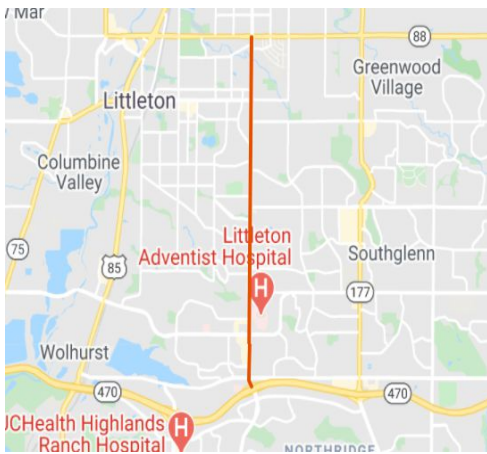 w Mar
88
Greenwood
Village
Littleton
Columbine
Valley
Littleton
Adventist Hospital
H
Southglenn
75
85
177
Wolhurst
470
470
JCHealth Highlands
Ranch Hospital
H
NORTHRIDGE